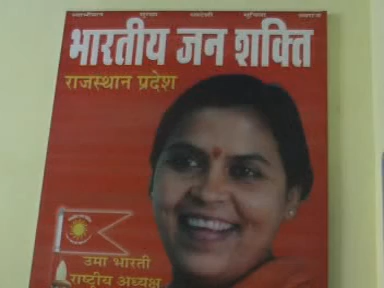 भारतीय जन शक्ति
राजस्थान प्रदेश
उमा भारती
राष्ट्रीय अध्यक्ष